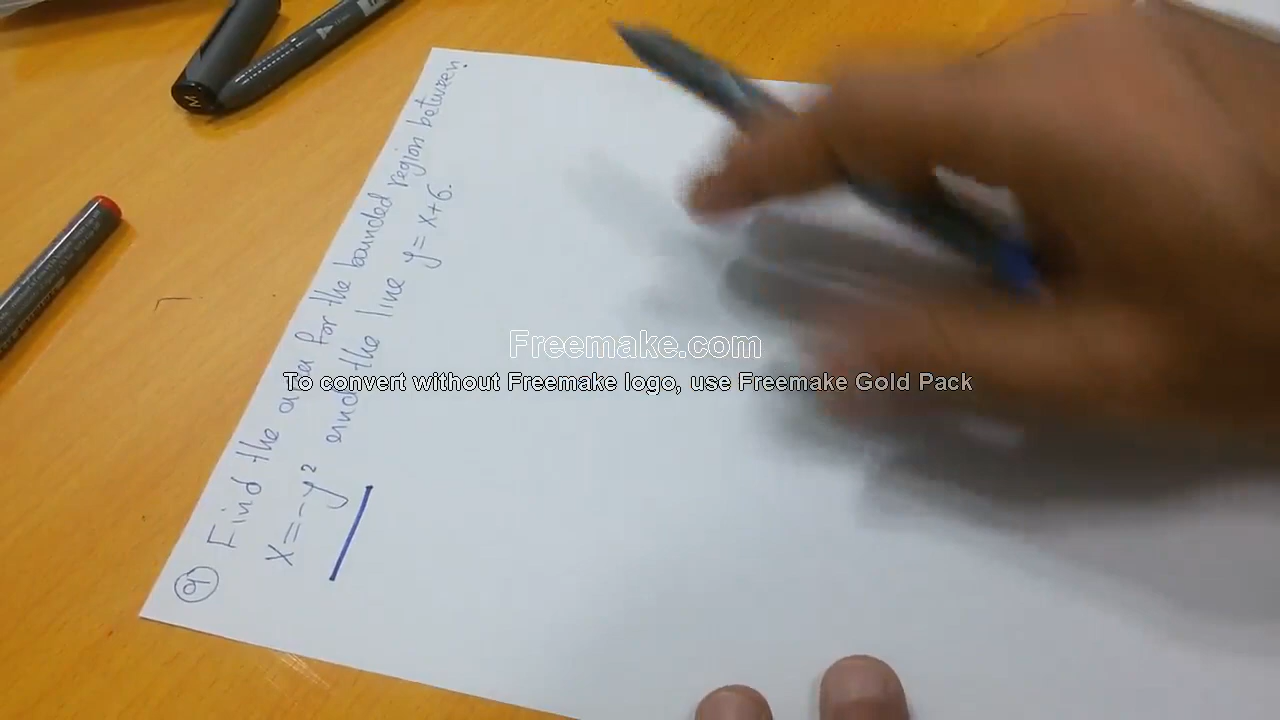 9 Find the area for the bounded region between:
x = -y² and the line y = x+6.
Freemake.com
To convert without Freemake logo, use Freemake Gold Pack
M